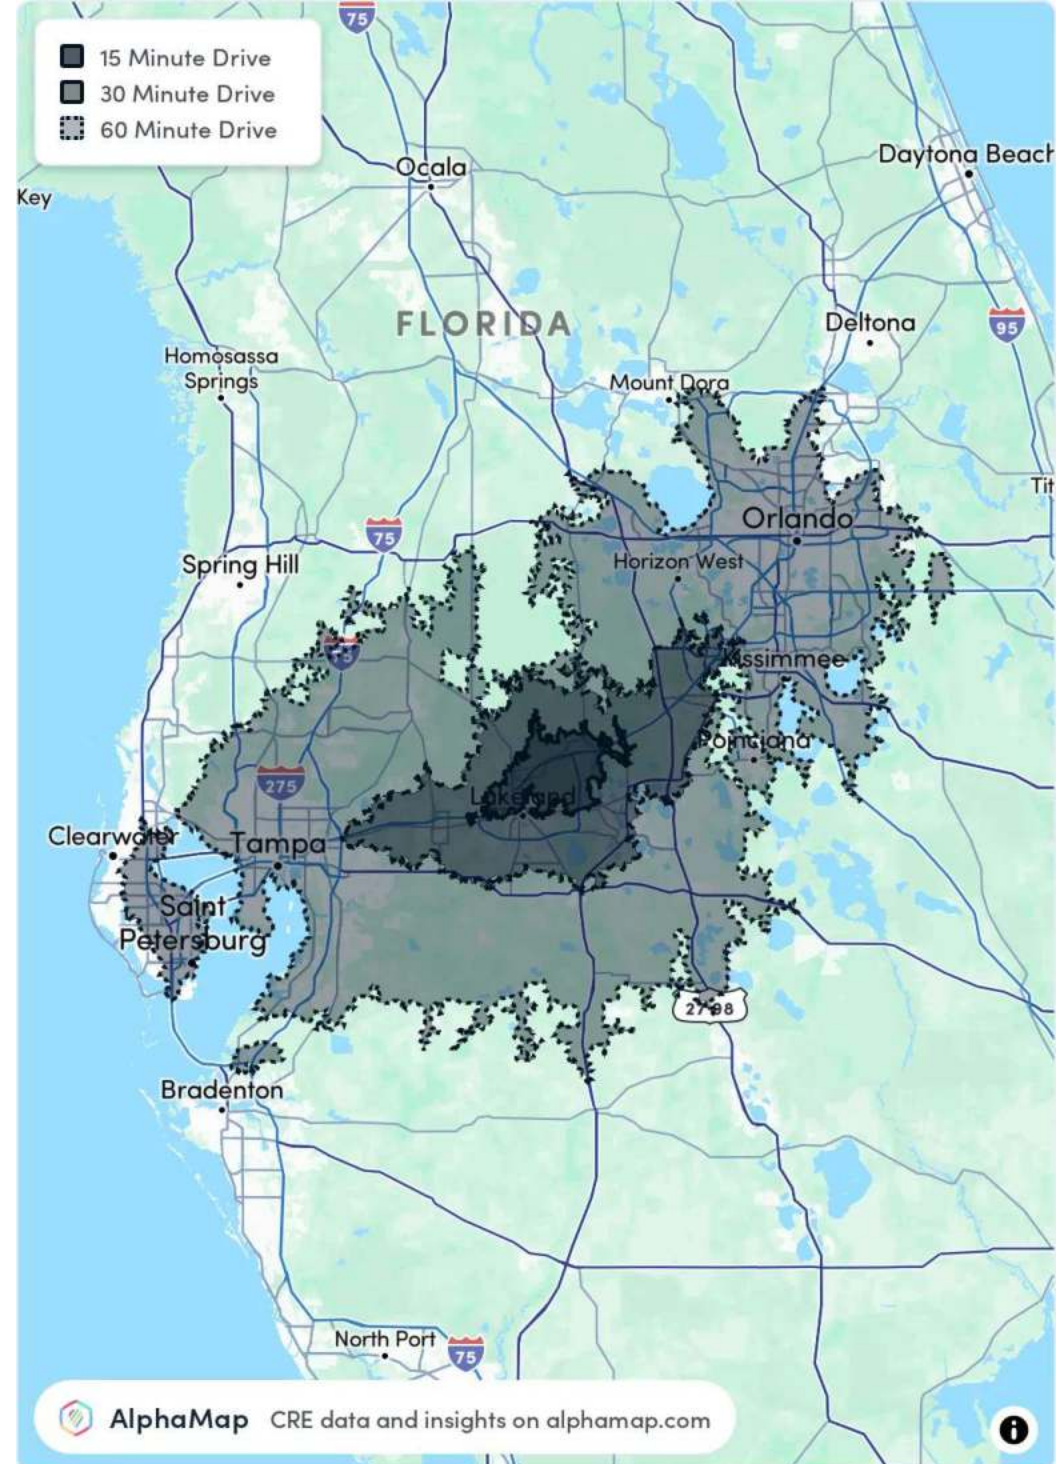 75
15 Minute Drive
30 Minute Drive
60 Minute Drive
Ocala
Daytona Beach
Key
FLORIDA
Deltona
95
Homosassa
Springs
Mount Dora
Tit
Orlando
75
Spring Hill
Horizon West
Kissimmee
Poinciana
275
Lakeland
Clearwater
Tampa
Saint
Petersburg
27-98
Bradenton
North Port
75
AlphaMap CRE data and insights on alphamap.com
i